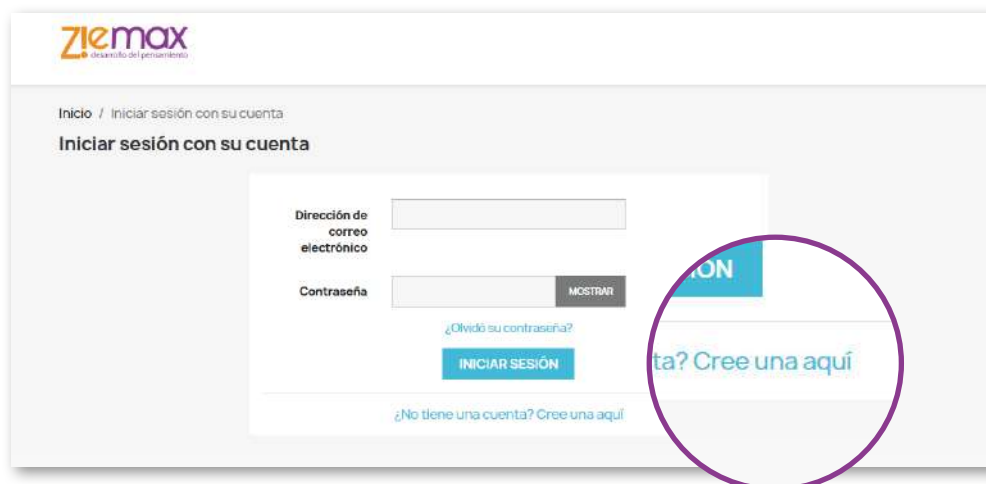 ziemax
desarrollo del pensamiento
Inicio / Iniciar sesión con su cuenta
Iniciar sesión con su cuenta
Dirección de
correo
electrónico
Contraseña
MOSTRAR
¿Olvidó su contraseña?
INICIAR SESIÓN
¿No tiene una cuenta? Cree una aquí
IÓN
ta? Cree una aquí